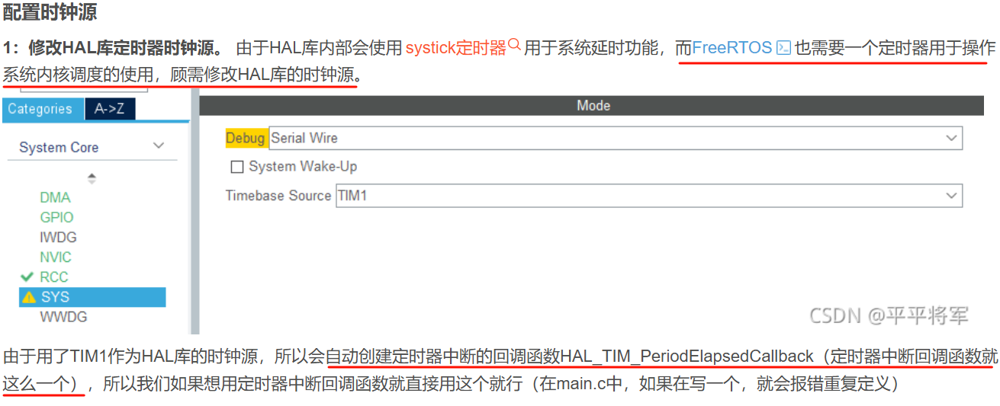 配置时钟源
1：修改HAL库定时器时钟源。 由于HAL库内部会使用 systick定时器 用于系统延时功能，而FreeRTOS 也需要一个定时器用于操作
系统内核调度的使用，顾需修改HAL库的时钟源。
Categories A->Z
Mode
System Core
Debug Serial Wire
System Wake-Up
Timebase Source TIM1
DMA
GPIO
IWDG
NVIC
RCC
SYS
WWDG
CSDN @平平将军
由于用了TIM1作为HAL库的时钟源，所以会自动创建定时器中断的回调函数HAL_TIM_PeriodElapsedCallback（定时器中断回调函数就
这么一个），所以我们如果想用定时器中断回调函数就直接用这个就行（在main.c中，如果在写一个，就会报错重复定义）